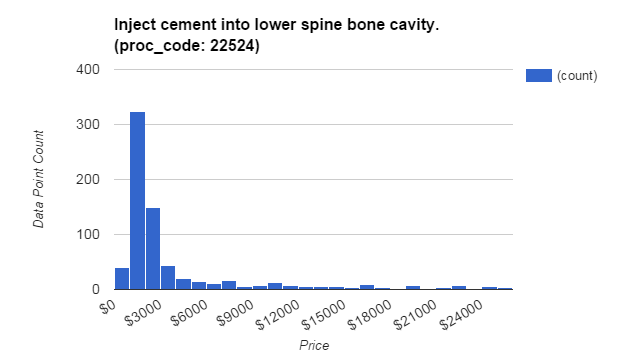 Inject cement into lower spine bone cavity.
(proc_code: 22524)
400
300
200
100
0
Data Point Count
(count)
$0
$3000
$6000
$9000
$12000
$15000
$18000
$21000
$24000
Price